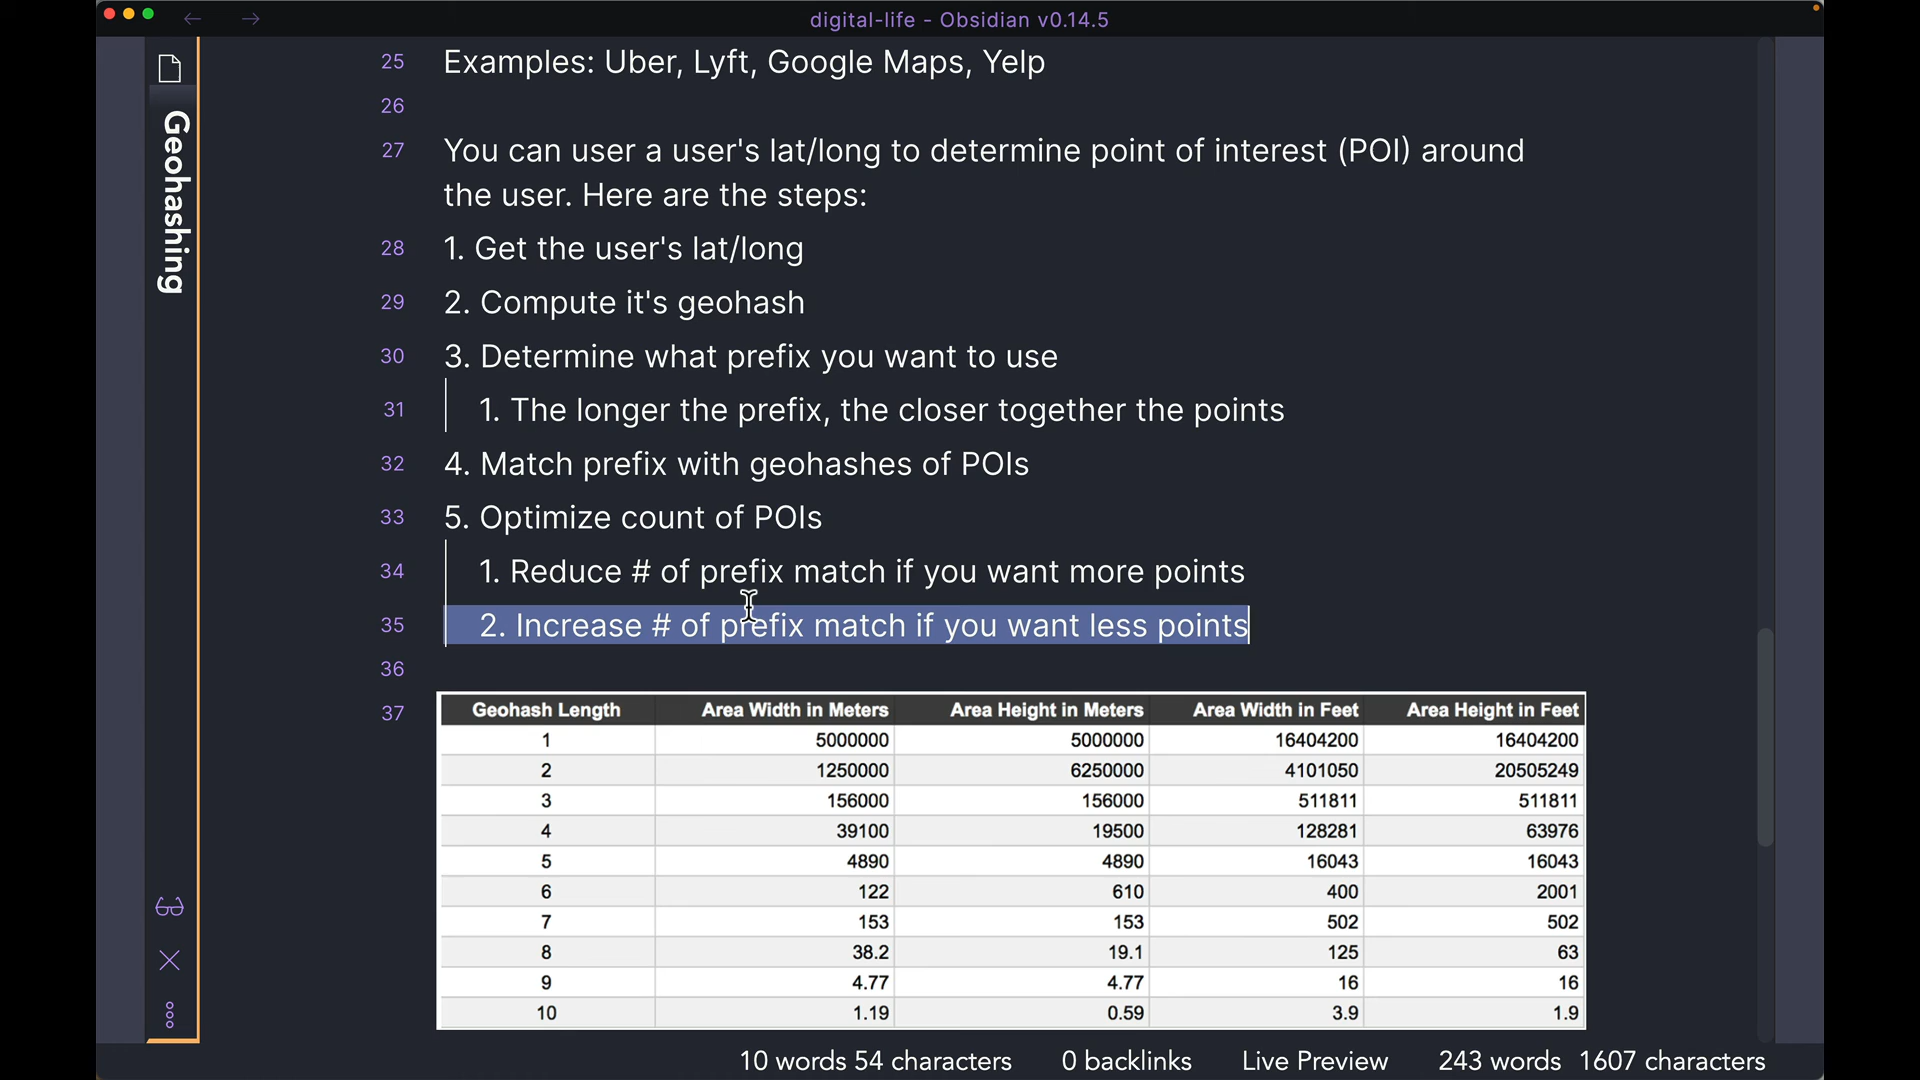 digital-life - Obsidian v0.14.5
Geohashing
25 Examples: Uber, Lyft, Google Maps, Yelp
26
27 You can user a user's lat/long to determine point of interest (POI) around
the user. Here are the steps:
28 1. Get the user's lat/long
29 2. Compute it's geohash
30 3. Determine what prefix you want to use
31 1. The longer the prefix, the closer together the points
32 4. Match prefix with geohashes of POIs
33 5. Optimize count of POIs
34 1. Reduce # of prefix match if you want more points
35 2. Increase # of prefix match if you want less points
36
37
Geohash Length Area Width in Meters Area Height in Meters Area Width in Feet Area Height in Feet
1 5000000 5000000 16404200 16404200
2 1250000 6250000 4101050 20505249
3 156000 156000 511811 511811
4 39100 19500 128281 63976
5 4890 4890 16043 16043
6 122 610 400 2001
7 153 153 502 502
8 38.2 19.1 125 63
9 4.77 4.77 16 16
10 1.19 0.59 3.9 1.9
10 words 54 characters 0 backlinks Live Preview 243 words 1607 characters